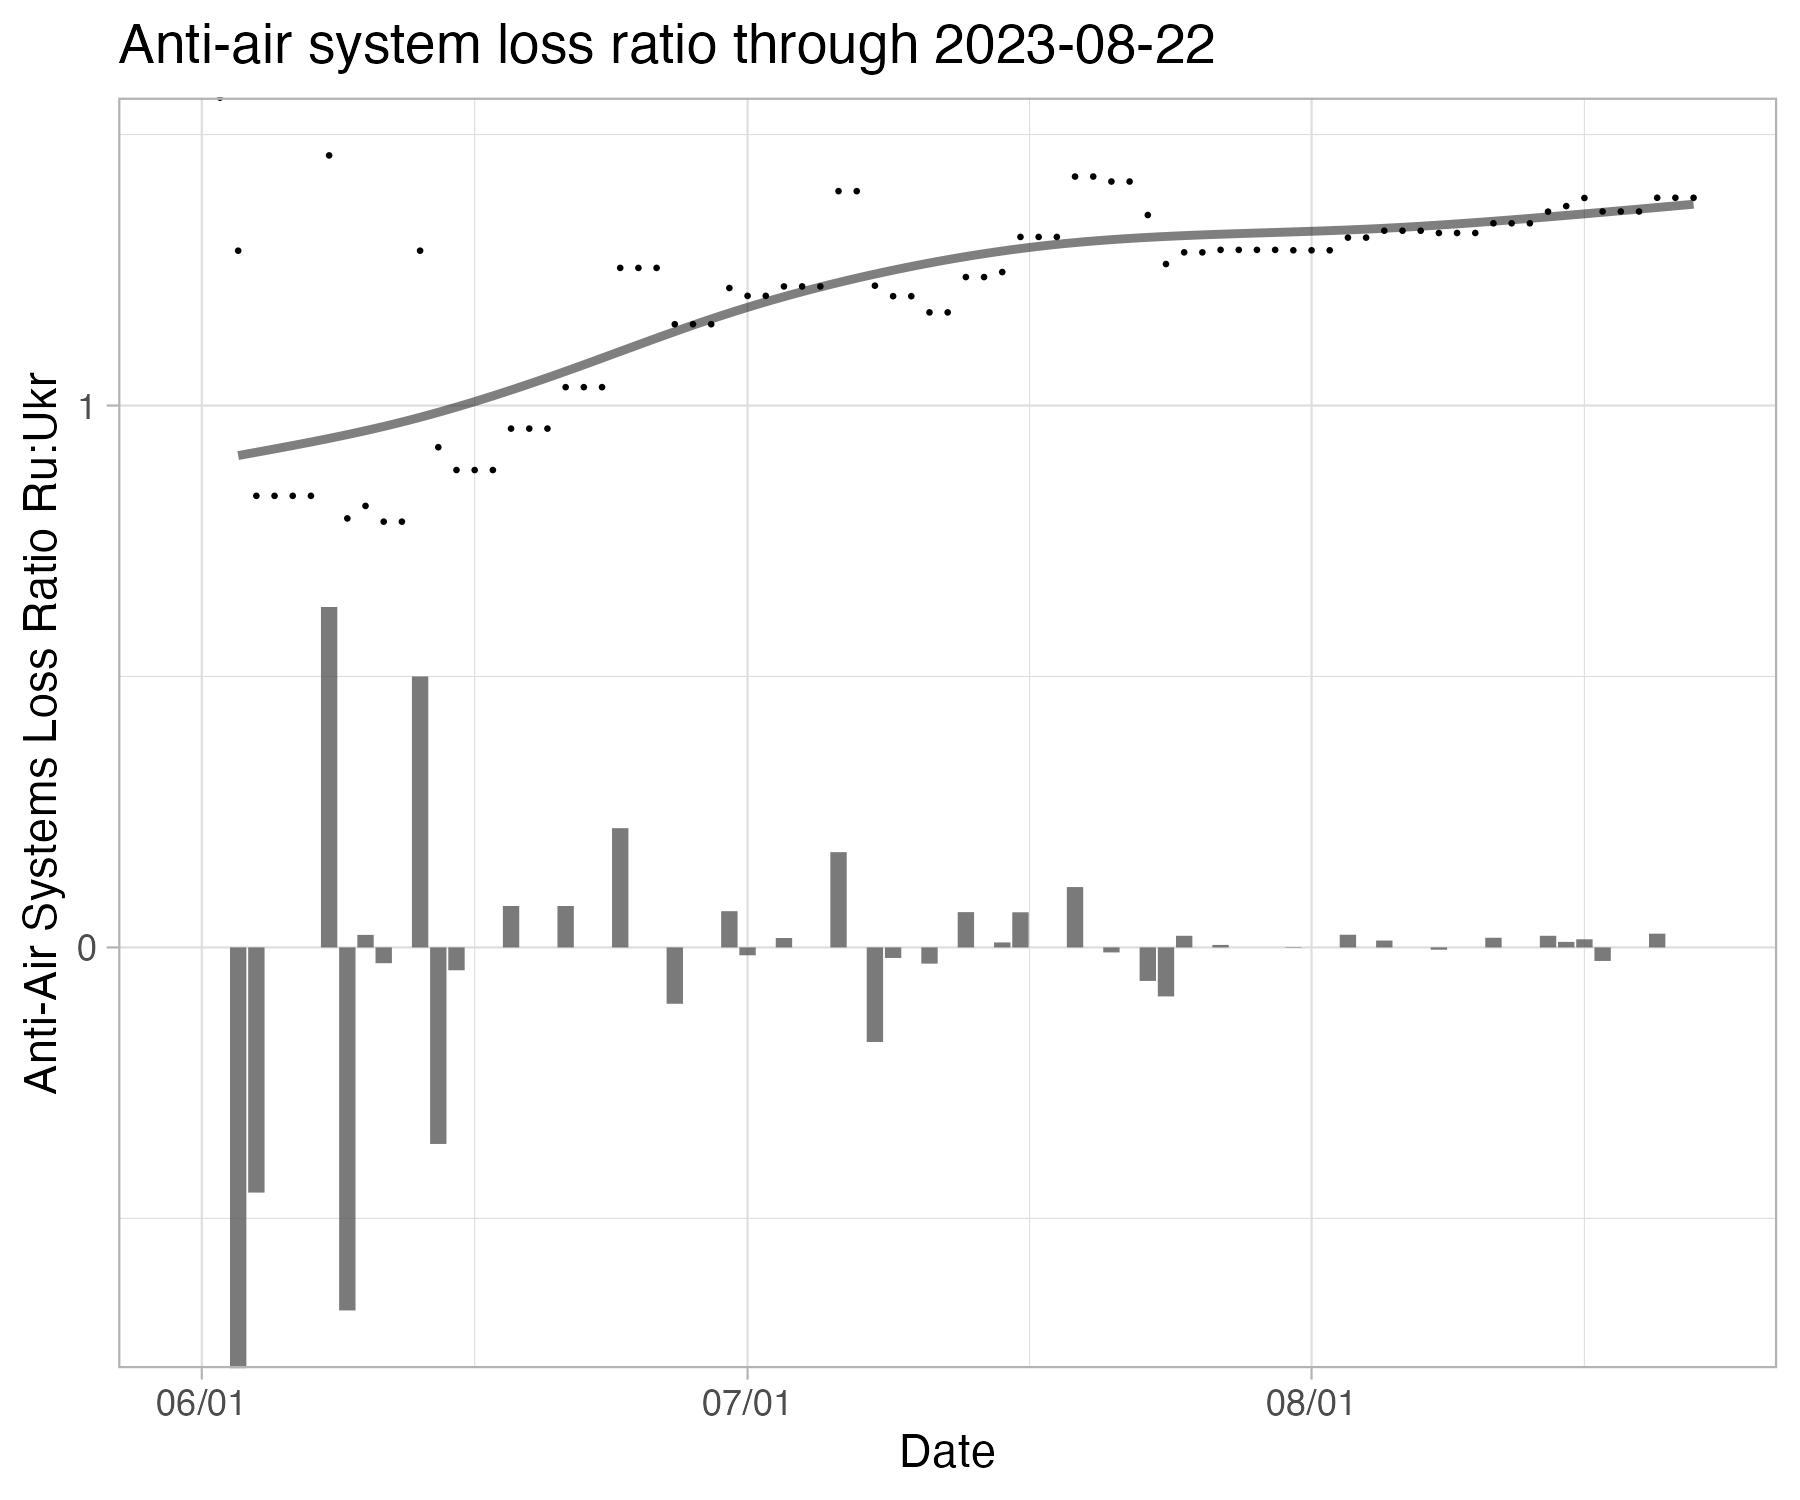 Anti-air system loss ratio through 2023-08-22
Anti-Air Systems Loss Ratio Ru:Ukr
1
0
06/01
07/01
08/01
Date